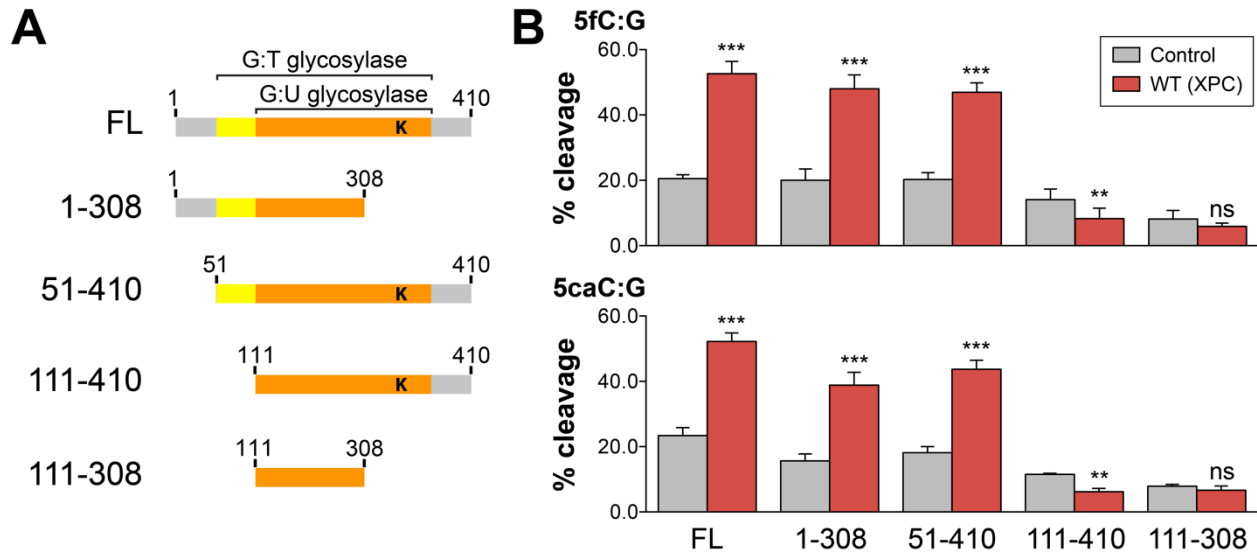 A
G:T glycosylase
G:U glycosylase
1
410
FL
K
1
308
1-308
51
410
51-410
K
111
410
111-410
K
111
308
111-308
B
5fC:G
% cleavage
60.0
40.0
20.0
0.0
***
***
***
**
ns
Control
WT (XPC)
5caC:G
% cleavage
60.0
40.0
20.0
0.0
***
***
***
**
ns
FL
1-308
51-410
111-410
111-308